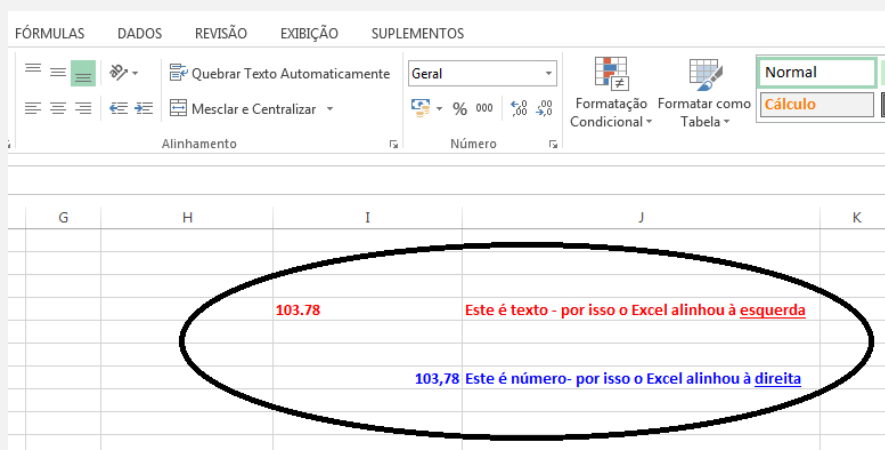 FÓRMULAS DADOS REVISÃO EXIBIÇÃO SUPLEMENTOS
Quebrar Texto Automaticamente Geral Normal
Mesclar e Centralizar % 000 ,0 ,00 ,00 ,0 Formatação Condicional Formatar como Tabela Cálculo
Alinhamento Número
G H I J K
103.78 Este é texto - por isso o Excel alinhou à esquerda
103,78 Este é número- por isso o Excel alinhou à direita